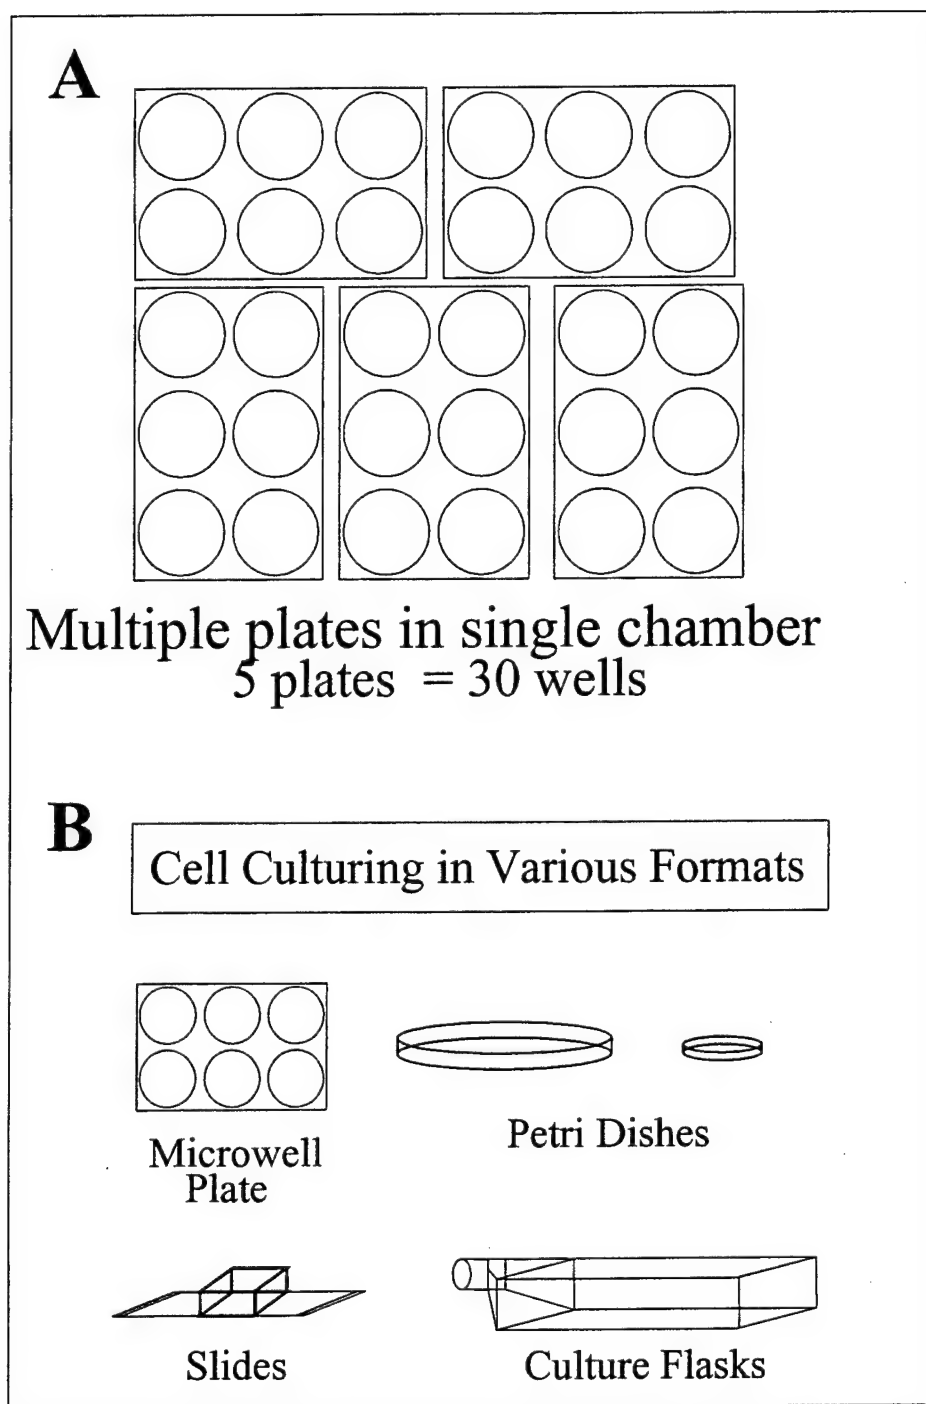 A
Multiple plates in single chamber
5 plates = 30 wells
B
Cell Culturing in Various Formats
Microwell
Plate
Petri Dishes
Slides
Culture Flasks